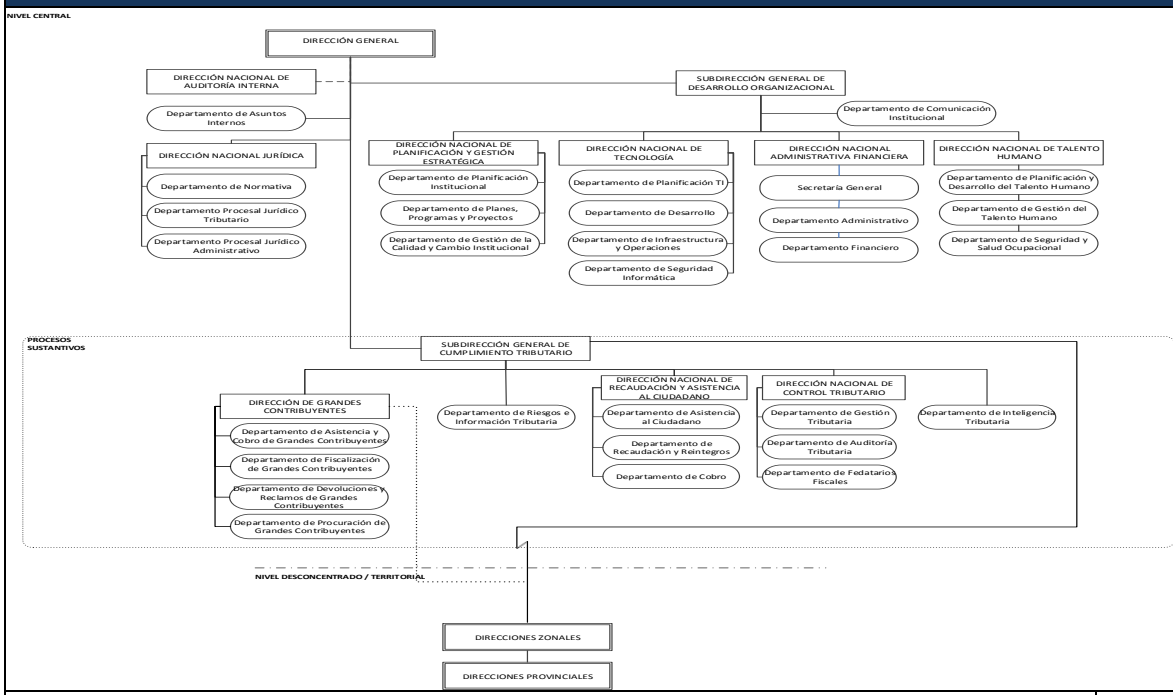 NIVEL CENTRAL
DIRECCIÓN GENERAL
DIRECCIÓN NACIONAL DE
AUDITORÍA INTERNA
SUBDIRECCIÓN GENERAL DE
DESARROLLO ORGANIZACIONAL
Departamento de Asuntos
Internos
Departamento de Comunicación
Institucional
DIRECCIÓN NACIONAL JURÍDICA
Departamento de Normativa
Departamento Procesal Jurídico
Tributario
Departamento Procesal Jurídico
Administrativo
DIRECCIÓN NACIONAL DE
PLANIFICACIÓN Y GESTIÓN
ESTRATÉGICA
Departamento de Planificación
Institucional
Departamento de Planes,
Programas y Proyectos
Departamento de Gestión de la
Calidad y Cambio Institucional
DIRECCIÓN NACIONAL DE
TECNOLOGÍA
Departamento de Planificación TI
Departamento de Desarrollo
Departamento de Infraestructura
y Operaciones
Departamento de Seguridad
Informática
DIRECCIÓN NACIONAL
ADMINISTRATIVA FINANCIERA
Secretaría General
Departamento Administrativo
Departamento Financiero
DIRECCIÓN NACIONAL DE TALENTO
HUMANO
Departamento de Planificación y
Desarrollo del Talento Humano
Departamento de Gestión del
Talento Humano
Departamento de Seguridad y
Salud Ocupacional
PROCESOS
SUSTANTIVOS
SUBDIRECCIÓN GENERAL DE
CUMPLIMIENTO TRIBUTARIO
DIRECCIÓN DE GRANDES
CONTRIBUYENTES
Departamento de Asistencia y
Cobro de Grandes Contribuyentes
Departamento de Fiscalización
de Grandes Contribuyentes
Departamento de Devoluciones y
Reclamos de Grandes
Contribuyentes
Departamento de Procuración de
Grandes Contribuyentes
Departamento de Riesgos e
Información Tributaria
DIRECCIÓN NACIONAL DE
RECAUDACIÓN Y ASISTENCIA
AL CIUDADANO
Departamento de Asistencia
al Ciudadano
Departamento de
Recaudación y Reintegros
Departamento de Cobro
DIRECCIÓN NACIONAL DE
CONTROL TRIBUTARIO
Departamento de Gestión
Tributaria
Departamento de Auditoría
Tributaria
Departamento de Fedatarios
Fiscales
Departamento de Inteligencia
Tributaria
NIVEL DESCONCENTRADO / TERRITORIAL
DIRECCIONES ZONALES
DIRECCIONES PROVINCIALES